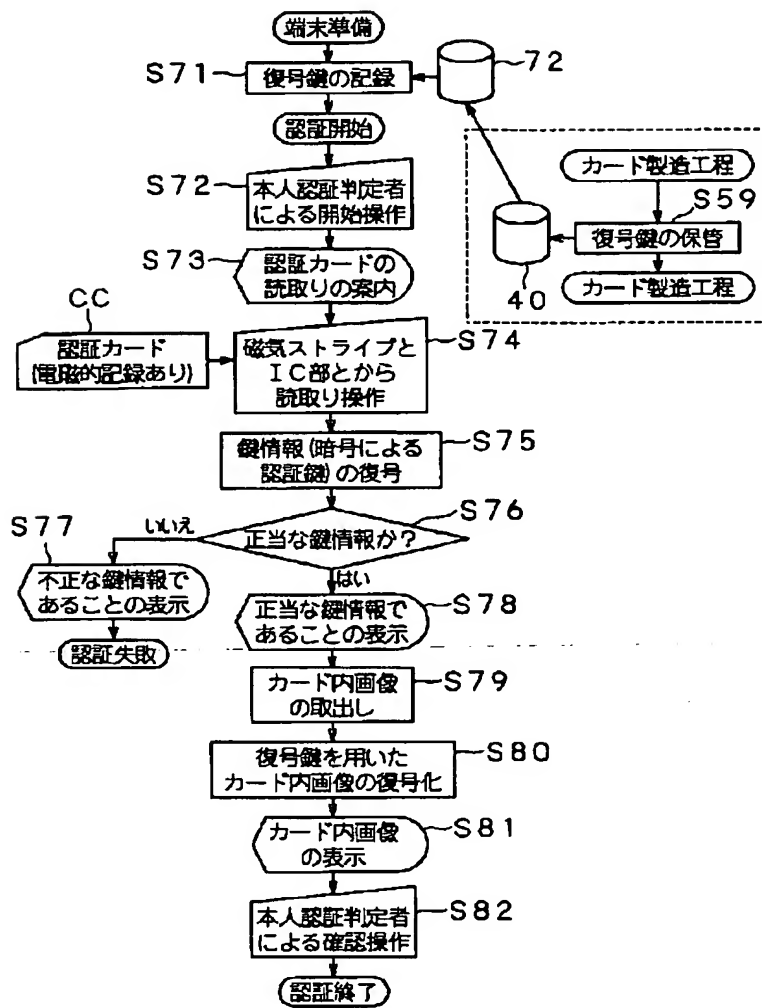 端末準備
S71
復号鍵の記録
72
認証開始
カード製造工程
S72
本人認証判定者
による開始操作
S59
復号鍵の保管
40
カード製造工程
S73
認証カードの
読取りの案内
CC
認証カード
(電磁的記録あり)
S74
磁気ストライプと
IC部とから
読取り操作
S75
鍵情報(暗号による
認証鍵)の復号
S76
正当な鍵情報か?
いいえ
はい
S77
不正な鍵情報で
あることの表示
認証失敗
S78
正当な鍵情報で
あることの表示
S79
カード内画像
の取出し
S80
復号鍵を用いた
カード内画像の復号化
S81
カード内画像
の表示
S82
本人認証判定者
による確認操作
認証終了